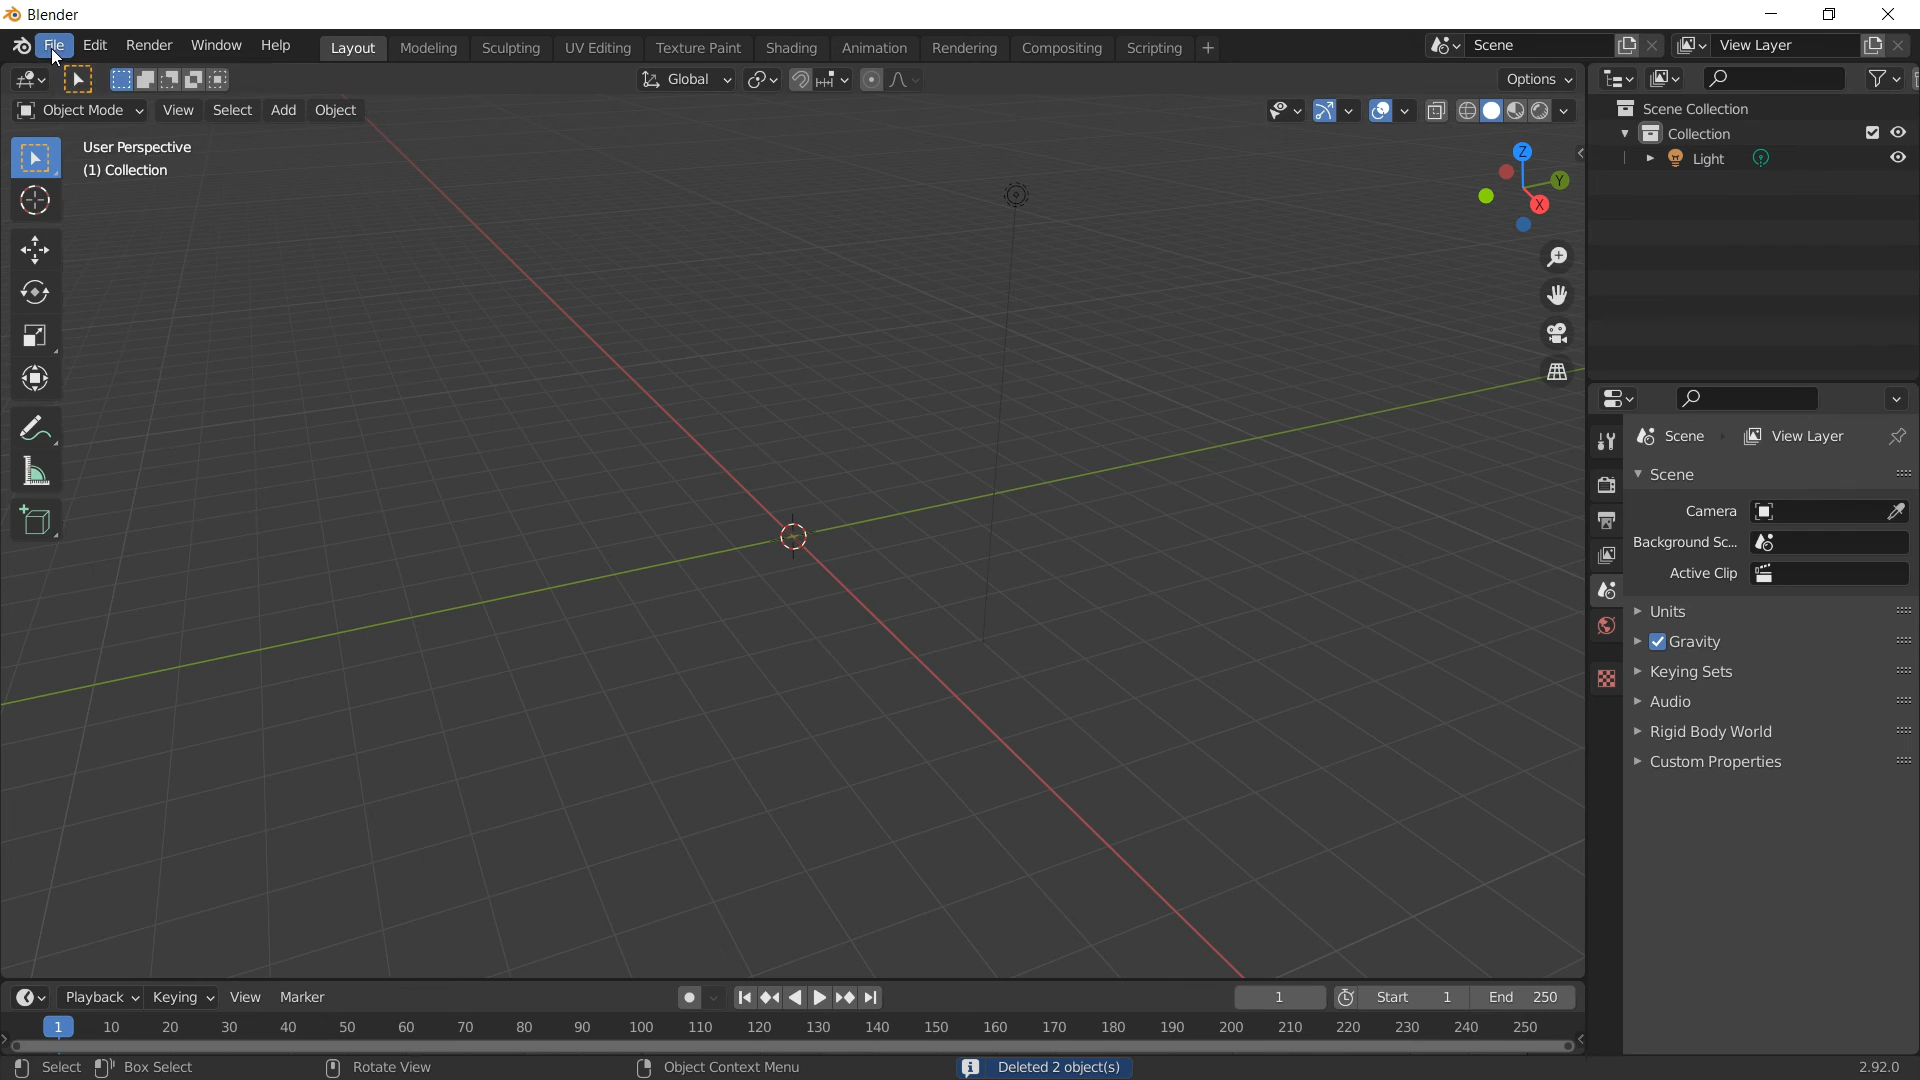 Blender
File Edit Render Window Help Layout Modeling Sculpting UV Editing Texture Paint Shading Animation Rendering Compositing Scripting + Scene View Layer
Global Options
Object Mode View Select Add Object
User Perspective
(1) Collection
Z
Y
X
Scene Collection
Collection
Light
Scene View Layer
Scene
Camera
Background Sc...
Active Clip
Units
Gravity
Keying Sets
Audio
Rigid Body World
Custom Properties
Playback Keying View Marker 1 Start 1 End 250
1 10 20 30 40 50 60 70 80 90 100 110 120 130 140 150 160 170 180 190 200 210 220 230 240 250
Select Box Select Rotate View Object Context Menu Deleted 2 object(s) 2.92.0